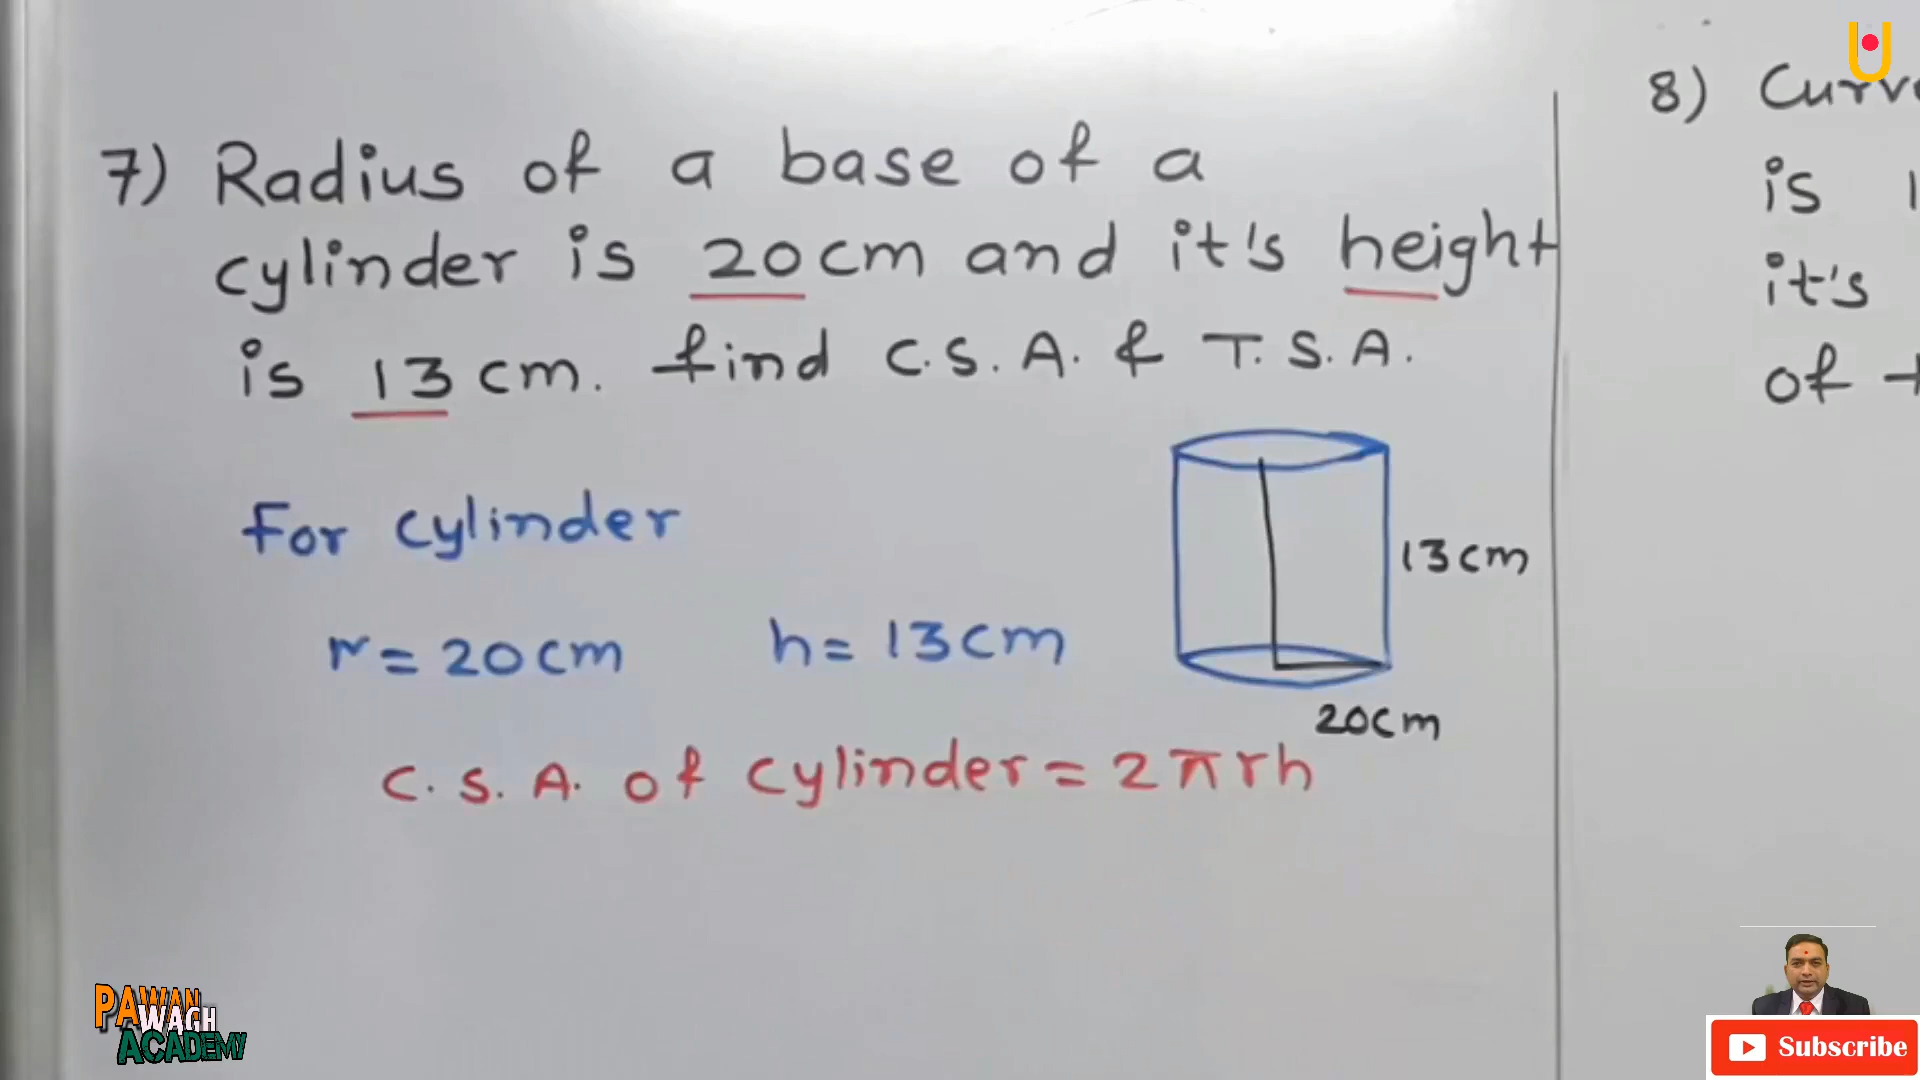 7) Radius of a base of a
cylinder is 20cm and it's height
is 13 cm. find C.S.A. & T.S.A.
For cylinder
r = 20cm h = 13cm
13cm
20cm
C.S.A. of cylinder = 2πrh
8)
is
it's
of
PAWAN
WAGH
ACADEMY
Subscribe